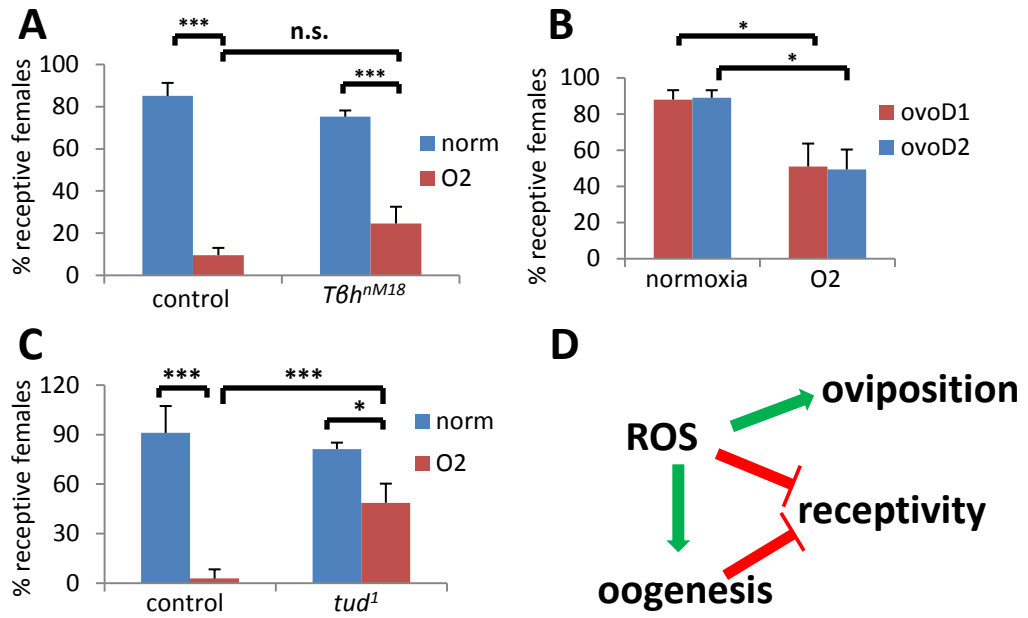 A
***
n.s.
***
% receptive females
100
80
60
40
20
0
control
Tβh^nM18
norm
O2
B
*
*
% receptive females
100
80
60
40
20
0
normoxia
O2
ovoD1
ovoD2
C
***
***
*
% receptive females
120
90
60
30
0
control
tud^1
norm
O2
D
oviposition
ROS
receptivity
oogenesis